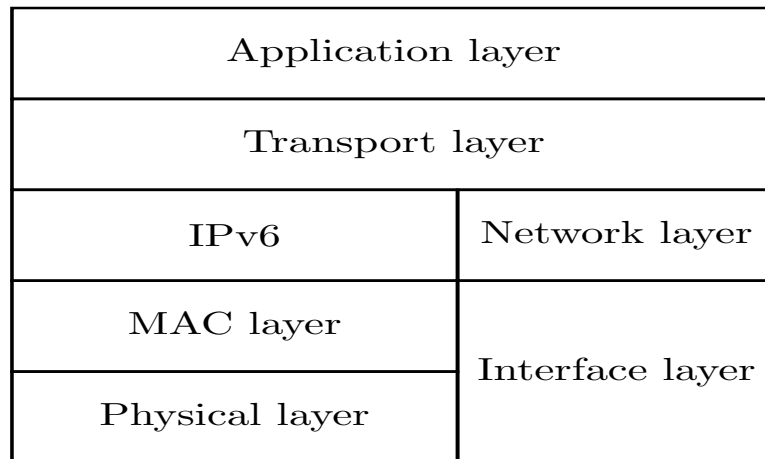 Application layer
Transport layer
IPv6
Network layer
MAC layer
Interface layer
Physical layer